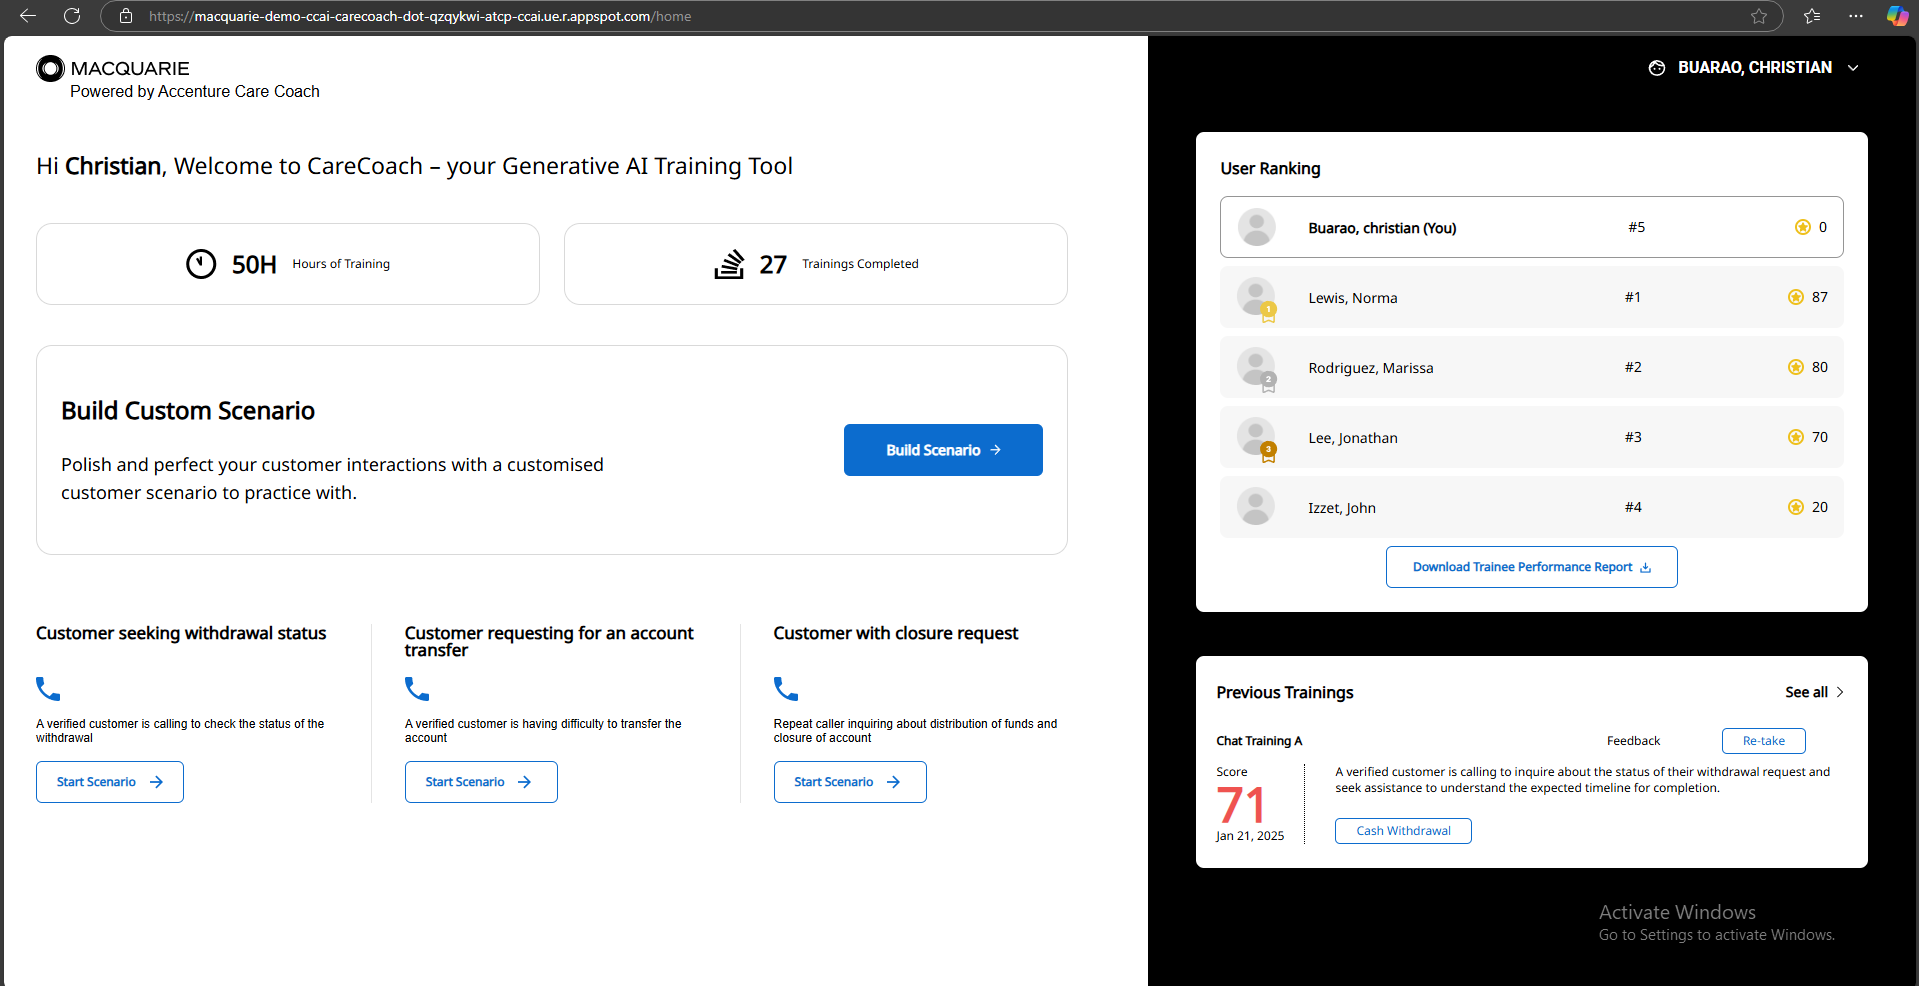 https://macquarie-demo-ccai-carecoach-dot-qzqykwi-atcp-ccai.ue.r.appspot.com/home
MACQUARIE
Powered by Accenture Care Coach
BUARAO, CHRISTIAN
Hi Christian, Welcome to CareCoach – your Generative AI Training Tool
50H Hours of Training
27 Trainings Completed
Build Custom Scenario
Polish and perfect your customer interactions with a customised
customer scenario to practice with.
Build Scenario
Customer seeking withdrawal status
A verified customer is calling to check the status of the
withdrawal
Start Scenario
Customer requesting for an account
transfer
A verified customer is having difficulty to transfer the
account
Start Scenario
Customer with closure request
Repeat caller inquiring about distribution of funds and
closure of account
Start Scenario
User Ranking
Buarao, christian (You) #5 0
1
Lewis, Norma #1 87
2
Rodriguez, Marissa #2 80
3
Lee, Jonathan #3 70
Izzet, John #4 20
Download Trainee Performance Report
Previous Trainings
See all
Chat Training A
Feedback
Re-take
Score
71
Jan 21, 2025
A verified customer is calling to inquire about the status of their withdrawal request and
seek assistance to understand the expected timeline for completion.
Cash Withdrawal
Activate Windows
Go to Settings to activate Windows.